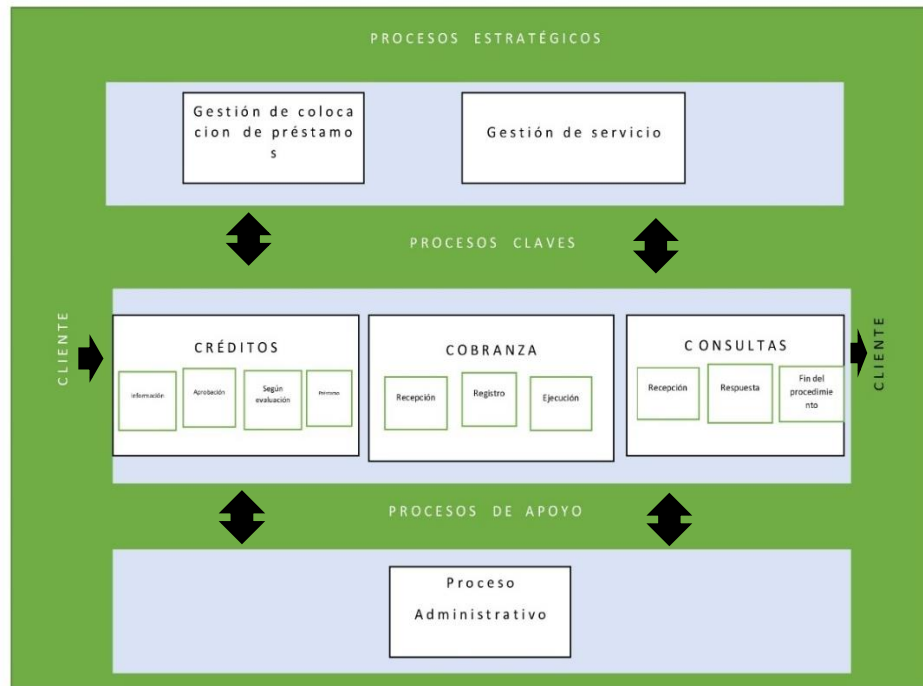 PROCESOS ESTRATÉGICOS
Gestión de coloca
cion de préstamo
s
Gestión de servicio
PROCESOS CLAVES
CLIENTE
CRÉDITOS
información
Aprobación
Según
evaluación
COBRANZA
Recepción
Registro
Ejecución
CONSULTAS
Recepción
Respuesta
Fin del
procedimie
nto
CLIENTE
PROCESOS DE APOYO
Proceso
Administrativo